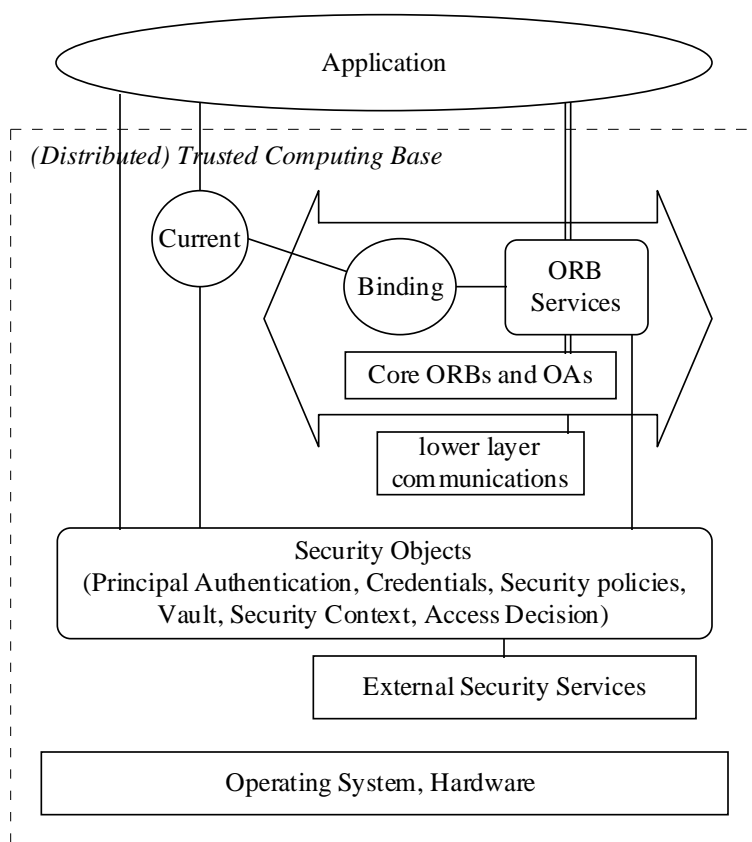 Application
(Distributed) Trusted Computing Base
Current
Binding
ORB
Services
Core ORBs and OAs
lower layer
communications
Security Objects
(Principal Authentication, Credentials, Security policies,
Vault, Security Context, Access Decision)
External Security Services
Operating System, Hardware